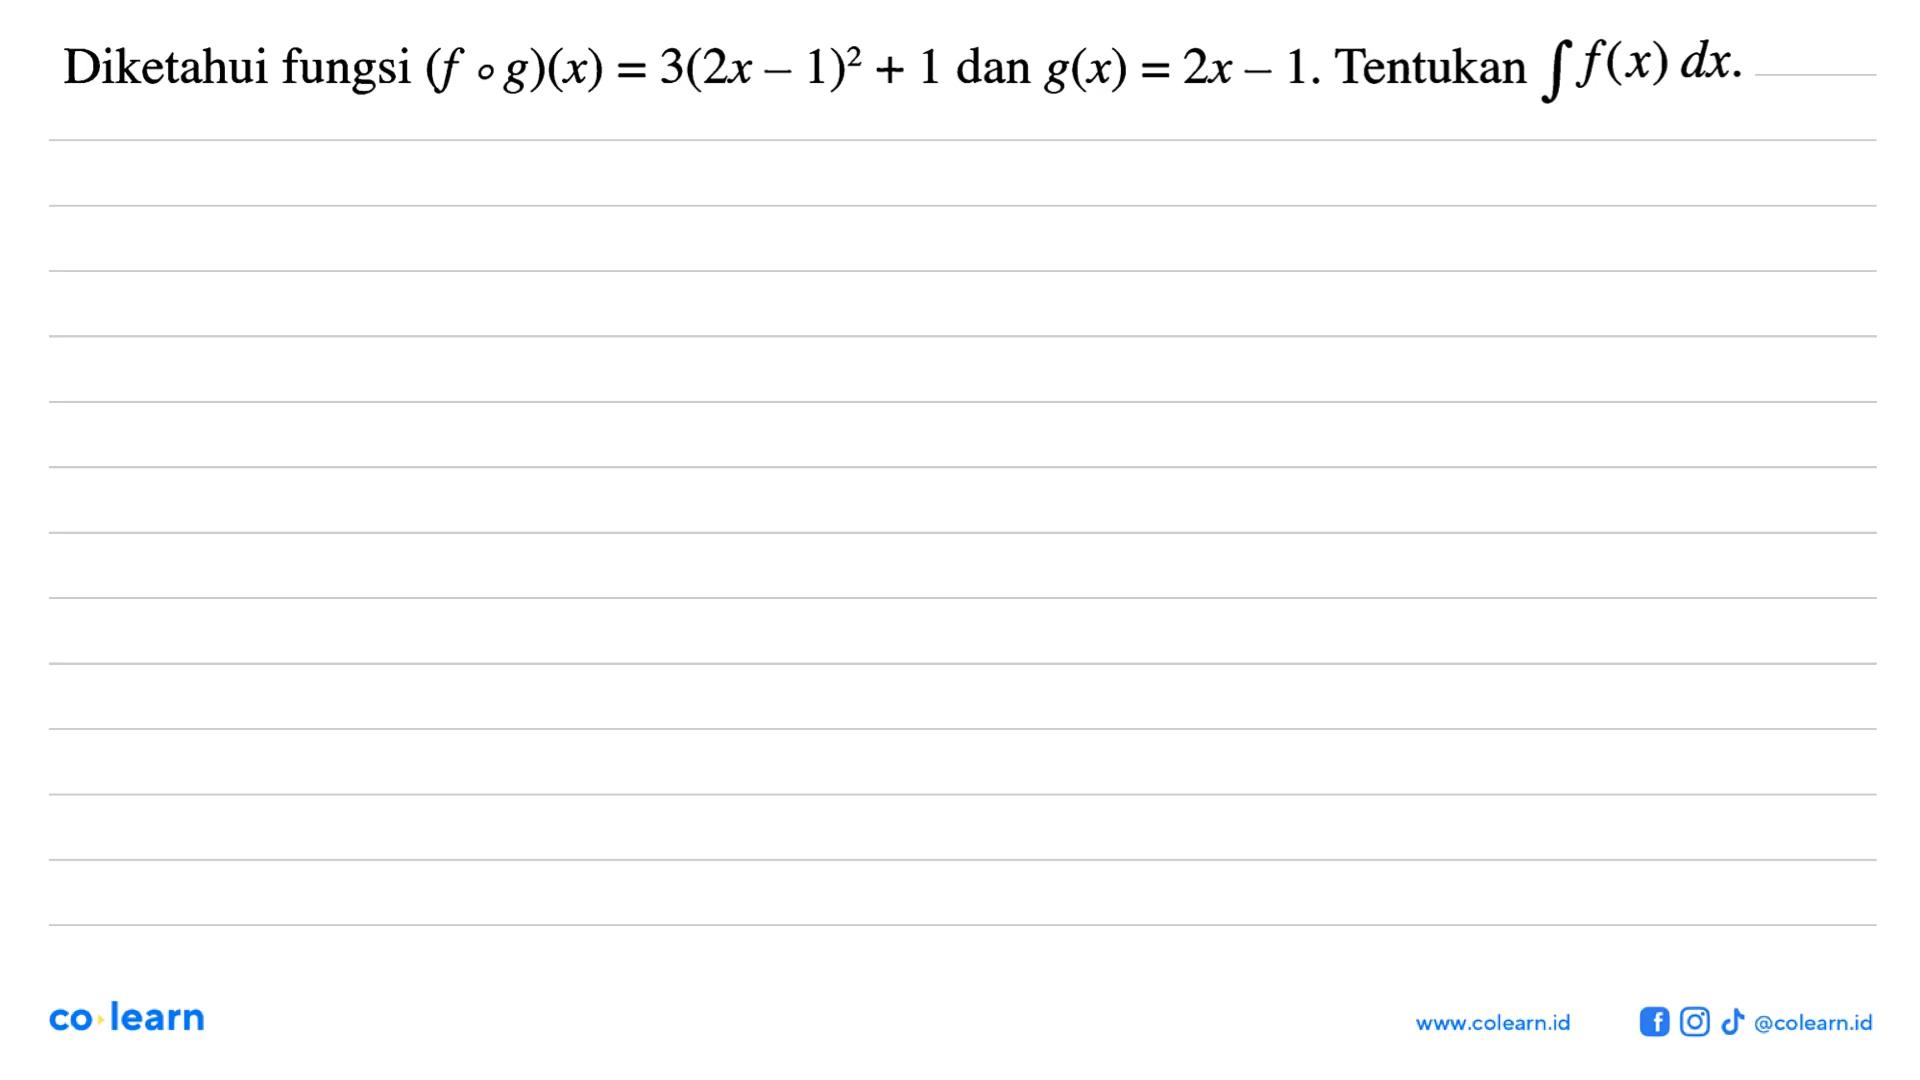 Diketahui fungsi (f ∘ g)(x) = 3(2x – 1)² + 1 dan g(x) = 2x – 1. Tentukan ∫ f(x) dx.
co learn
www.colearn.id @colearn.id